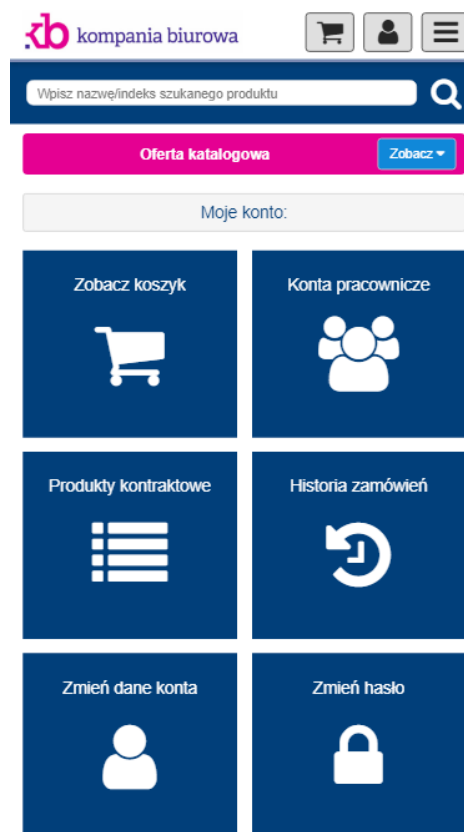 kb kompania biurowa
Wpisz nazwę/indeks szukanego produktu
Oferta katalogowa Zobacz
Moje konto:
Zobacz koszyk Konta pracownicze
Produkty kontraktowe Historia zamówień
Zmień dane konta Zmień hasło